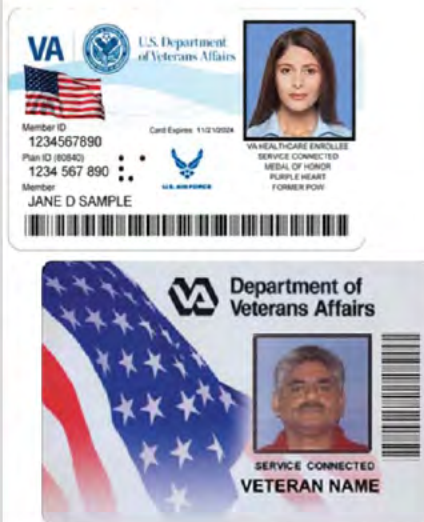 VA
U.S. Department
of Veterans Affairs
Member ID
1234567890
Card Expires 11/21/2024
Plan ID (80840)
1234 567 890
Member
JANE D SAMPLE
U.S. AIR FORCE
VA HEALTHCARE ENROLLEE
SERVICE CONNECTED
MEDAL OF HONOR
PURPLE HEART
FORMER POW
VA
Department of
Veterans Affairs
SERVICE CONNECTED
VETERAN NAME